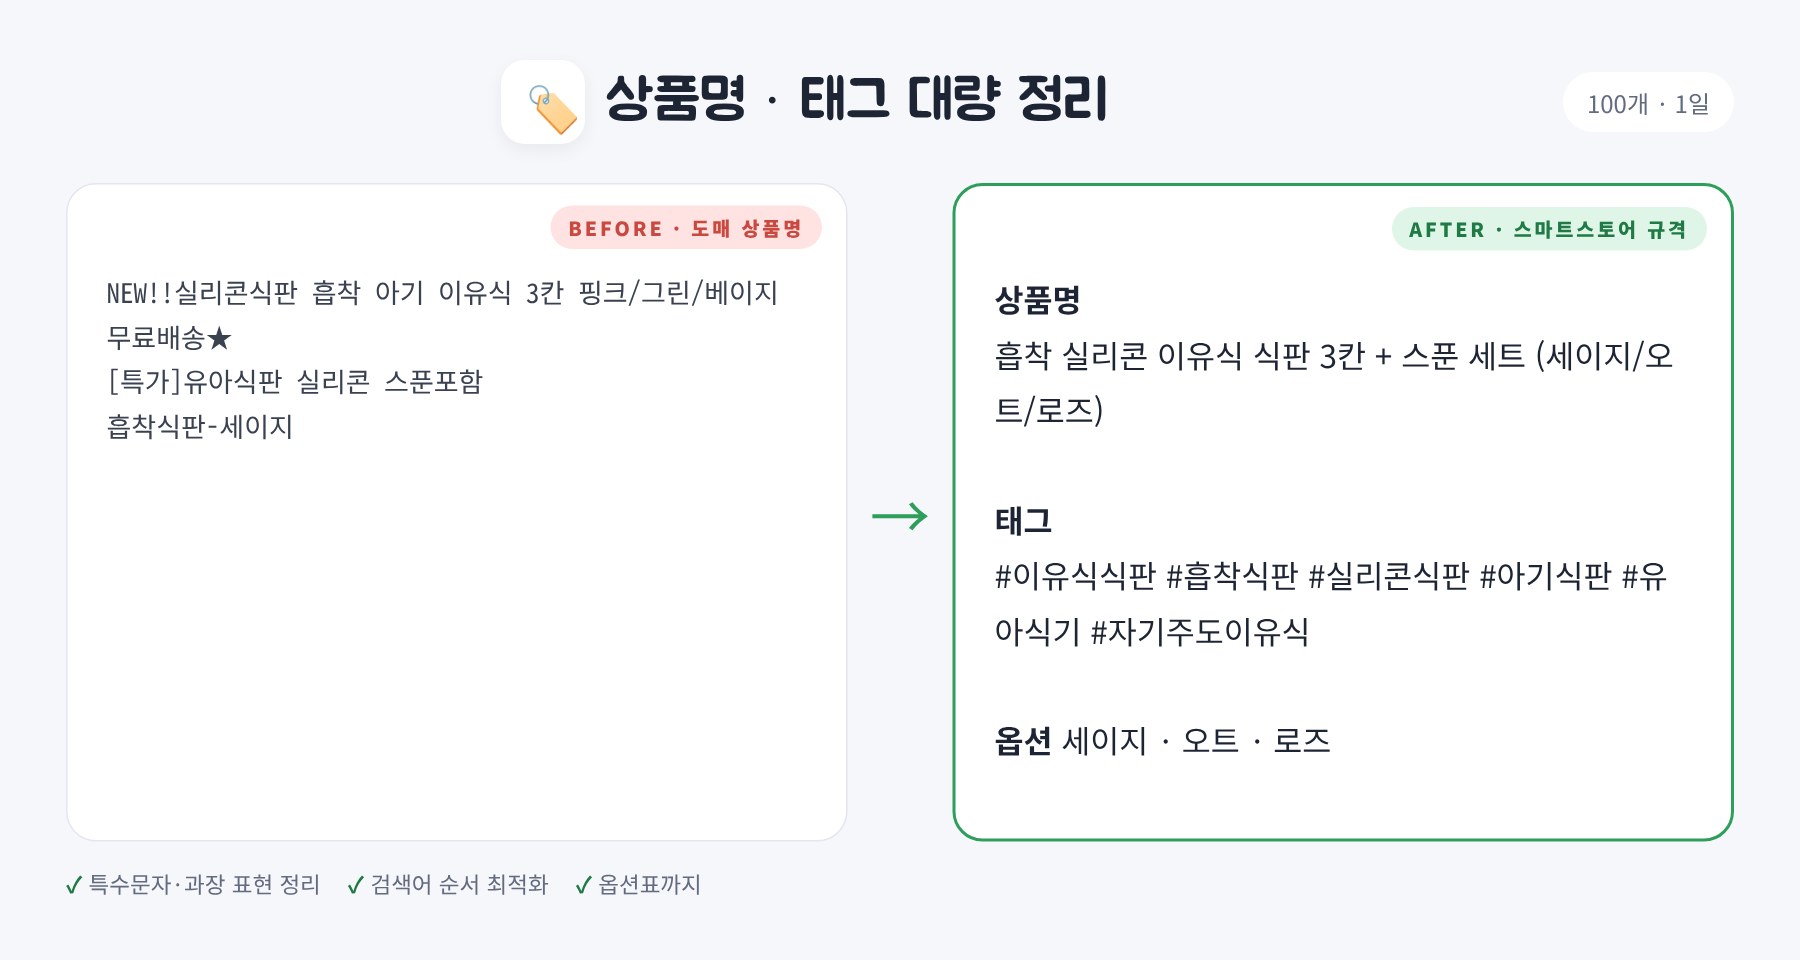 상품명 · 태그 대량 정리
100개 · 1일
BEFORE · 도매 상품명
NEW!!실리콘식판 흡착 아기 이유식 3칸 핑크/그린/베이지
무료배송★
[특가]유아식판 실리콘 스푼포함
흡착식판-세이지
→
AFTER · 스마트스토어 규격
상품명
흡착 실리콘 이유식 식판 3칸 + 스푼 세트 (세이지/오
트/로즈)
태그
#이유식식판 #흡착식판 #실리콘식판 #아기식판 #유
아식기 #자기주도이유식
옵션 세이지 · 오트 · 로즈
✓ 특수문자·과장 표현 정리 ✓ 검색어 순서 최적화 ✓ 옵션표까지